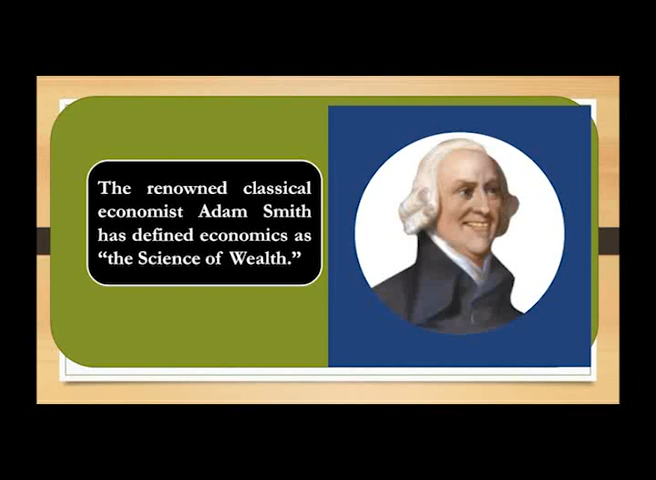 The renowned classical
economist Adam Smith
has defined economics as
“the Science of Wealth.”